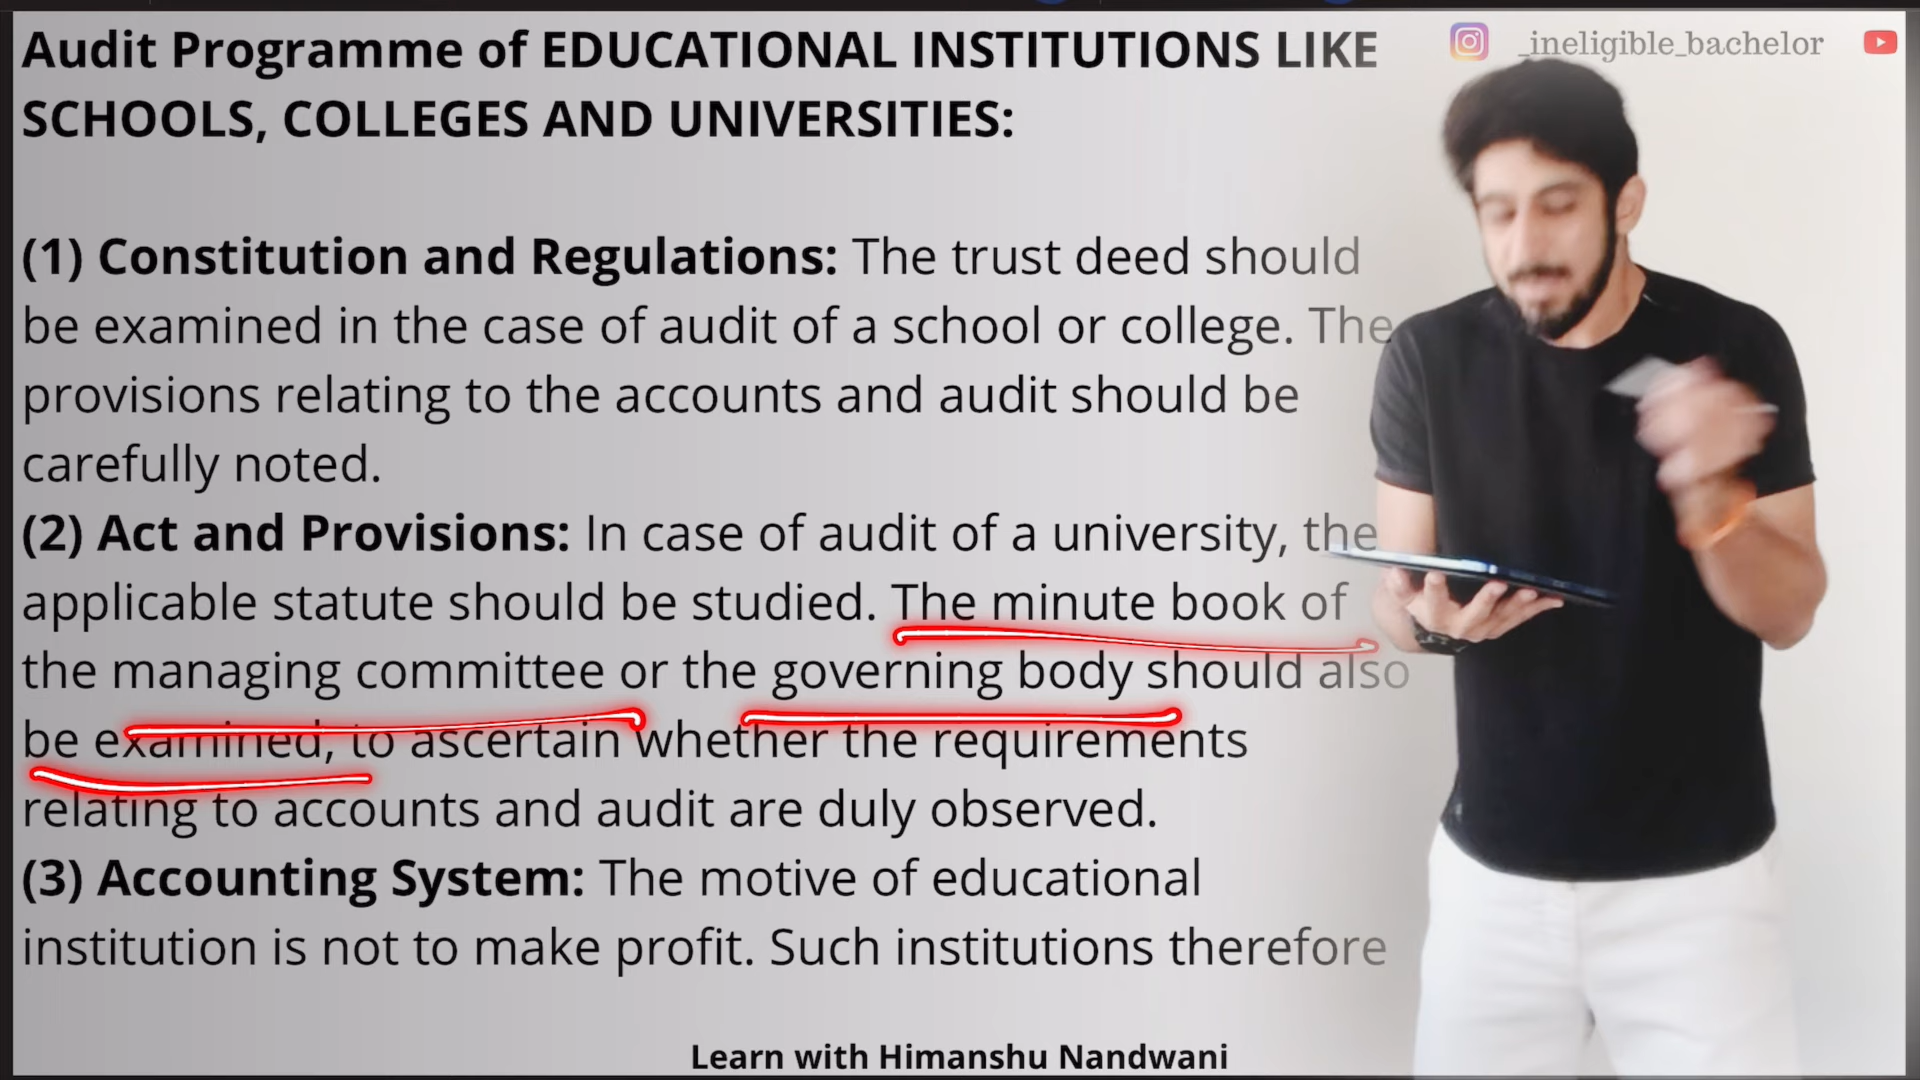 Audit Programme of EDUCATIONAL INSTITUTIONS LIKE
SCHOOLS, COLLEGES AND UNIVERSITIES:
_ineligible_bachelor
(1) Constitution and Regulations: The trust deed should
be examined in the case of audit of a school or college. The
provisions relating to the accounts and audit should be
carefully noted.
(2) Act and Provisions: In case of audit of a university, the
applicable statute should be studied. The minute book of
the managing committee or the governing body should also
be examined, to ascertain whether the requirements
relating to accounts and audit are duly observed.
(3) Accounting System: The motive of educational
institution is not to make profit. Such institutions therefore
Learn with Himanshu Nandwani